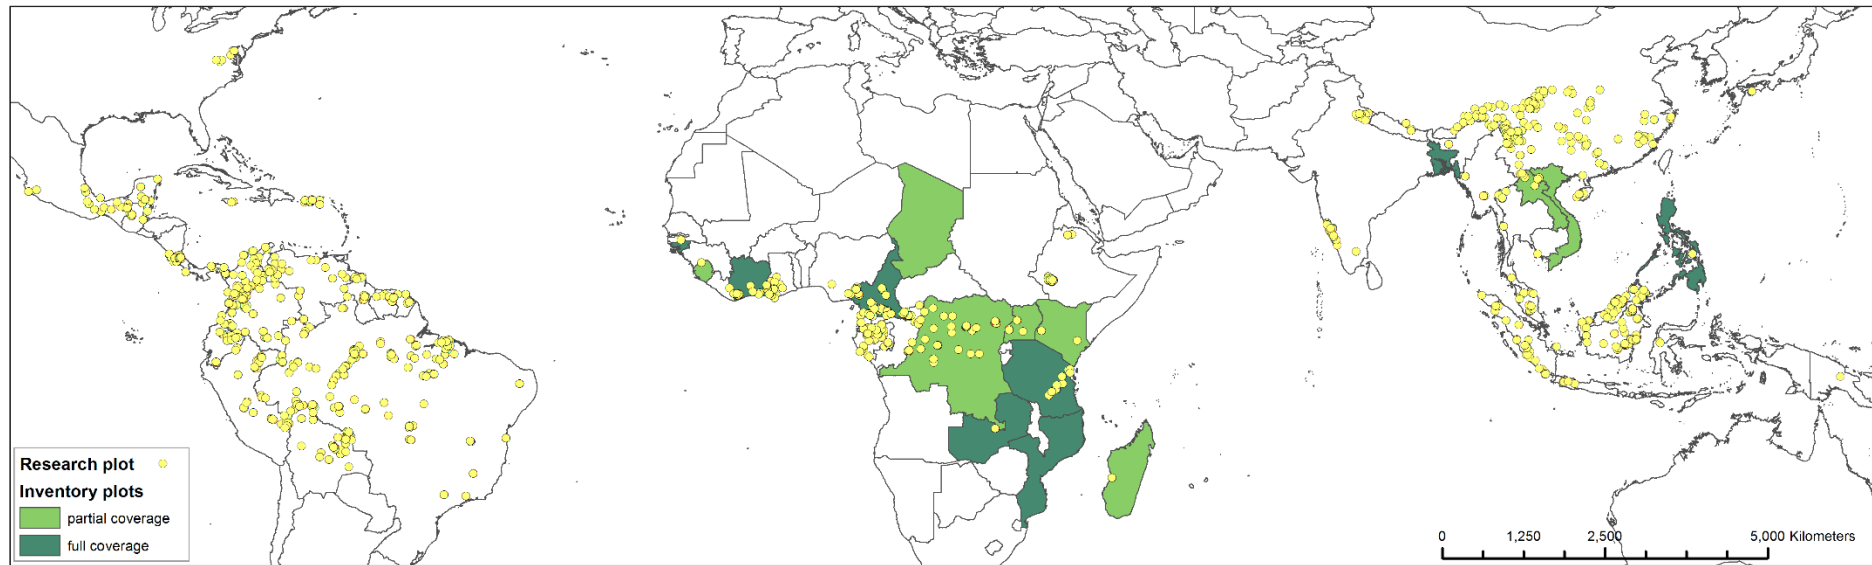 Research plot
Inventory plots
partial coverage
full coverage
0 1,250 2,500 5,000 Kilometers